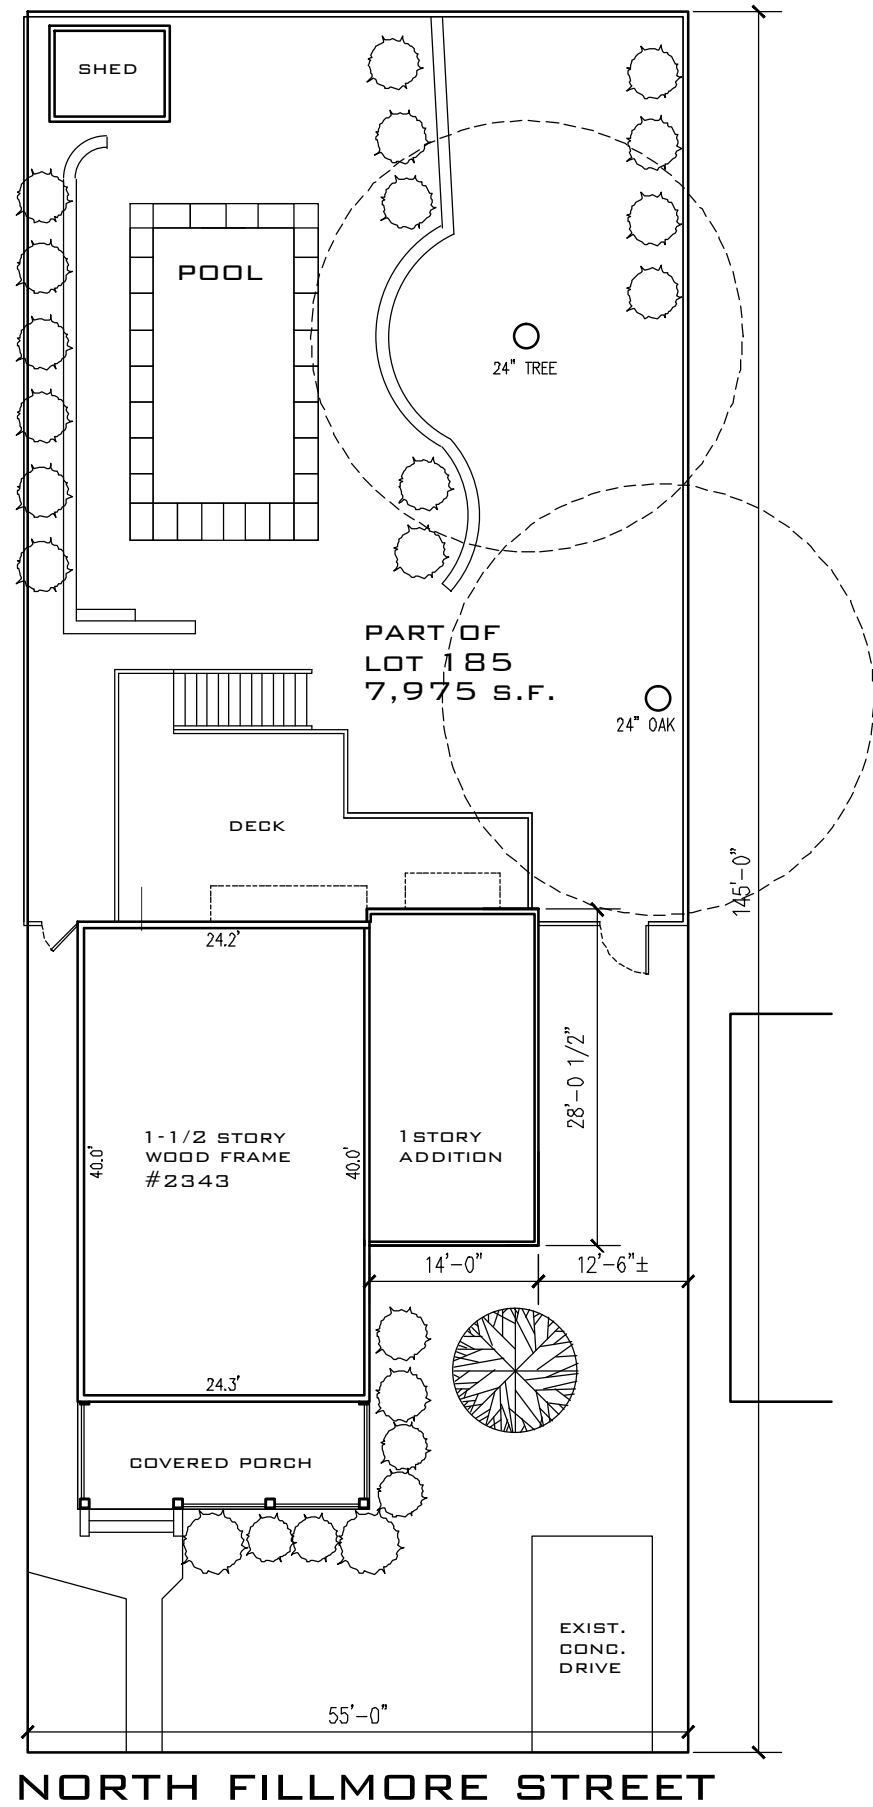 SHED
POOL
24" TREE
PART OF
LOT 185
7,975 S.F.
24" OAK
DECK
145'-0"
24.2'
28'-0 1/2"
1-1/2 STORY
WOOD FRAME
#2343
40.0'
40.0'
1STORY
ADDITION
14'-0"
12'-6"±
24.3'
COVERED PORCH
EXIST.
CONC.
DRIVE
55'-0"
NORTH FILLMORE STREET